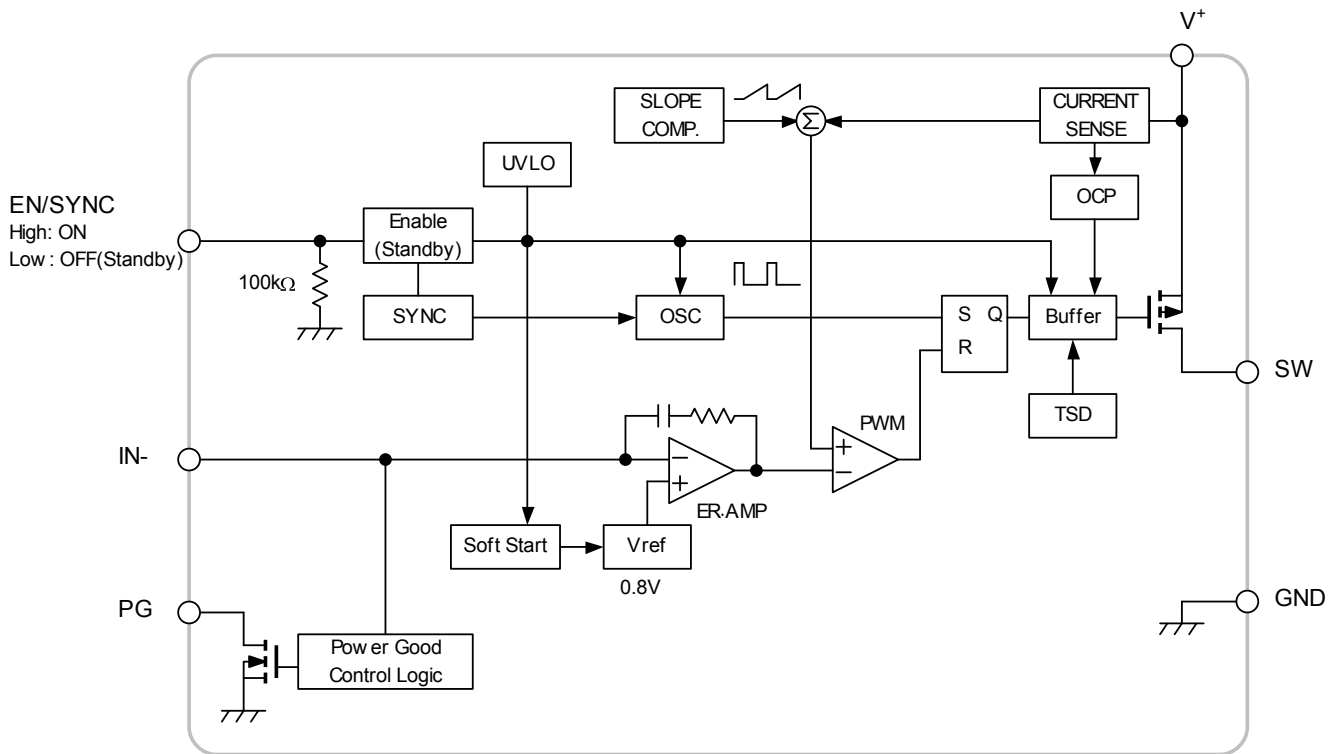 V+
SLOPE
COMP.
Σ
CURRENT
SENSE
UVLO
OCP
EN/SYNC
High: ON
Low : OFF(Standby)
Enable
(Standby)
100kΩ
SYNC
OSC
S Q
R
Buffer
SW
TSD
PWM
IN-
−
+
+
−
ER.AMP
Soft Start
Vref
0.8V
PG
GND
Power Good
Control Logic